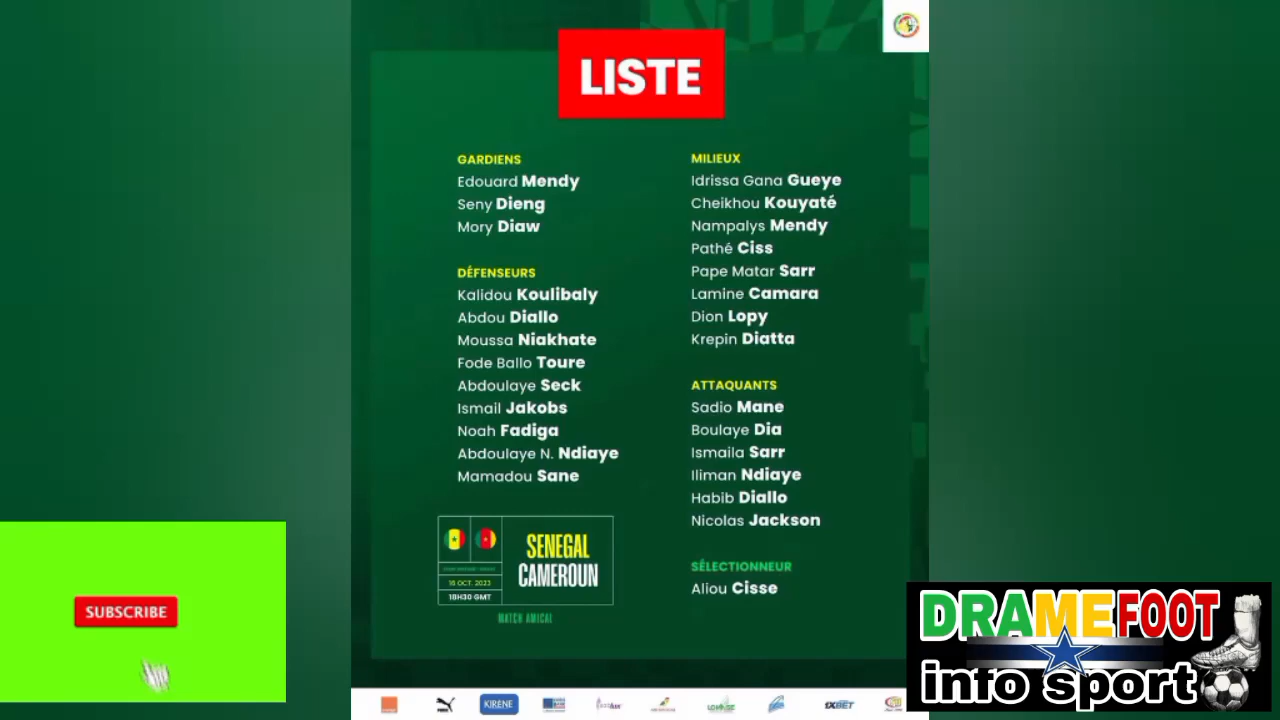 LISTE
GARDIENS
Edouard Mendy
Seny Dieng
Mory Diaw
DÉFENSEURS
Kalidou Koulibaly
Abdou Diallo
Moussa Niakhate
Fode Ballo Toure
Abdoulaye Seck
Ismail Jakobs
Noah Fadiga
Abdoulaye N. Ndiaye
Mamadou Sane
MILIEUX
Idrissa Gana Gueye
Cheikhou Kouyaté
Nampalys Mendy
Pathé Ciss
Pape Matar Sarr
Lamine Camara
Dion Lopy
Krepin Diatta
ATTAQUANTS
Sadio Mane
Boulaye Dia
Ismaila Sarr
Iliman Ndiaye
Habib Diallo
Nicolas Jackson
SÉLECTIONNEUR
Aliou Cisse
SENEGAL
CAMEROUN
16 OCT. 2023
18H30 GMT
MATCH AMICAL
SUBSCRIBE
DRAMEFOOT
info sport
KIRÈNE
1XBET